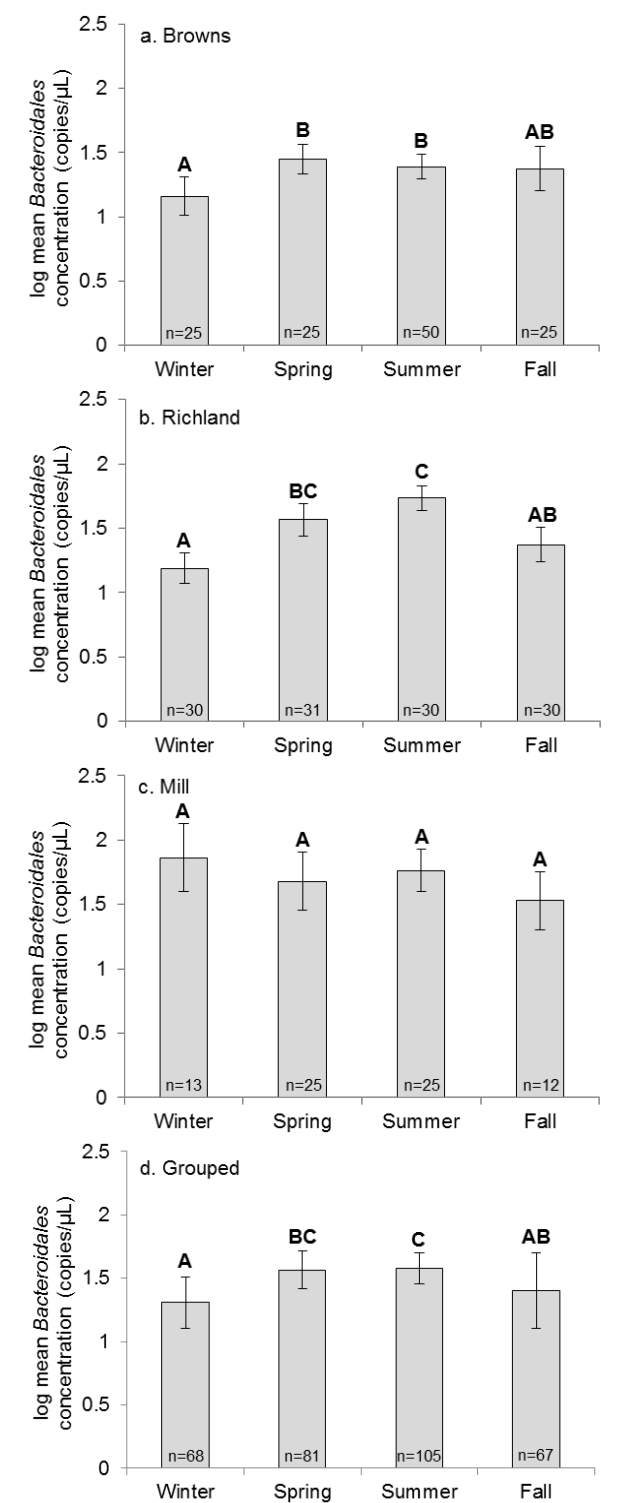 2.5
a. Browns
2
1.5
1
0.5
0
log mean Bacteroidales
concentration (copies/µL)
A
B
B
AB
n=25
n=25
n=50
n=25
Winter
Spring
Summer
Fall
2.5
b. Richland
2
1.5
1
0.5
0
log mean Bacteroidales
concentration (copies/µL)
A
BC
C
AB
n=30
n=31
n=30
n=30
Winter
Spring
Summer
Fall
2.5
c. Mill
2
1.5
1
0.5
0
log mean Bacteroidales
concentration (copies/µL)
A
A
A
A
n=13
n=25
n=25
n=12
Winter
Spring
Summer
Fall
2.5
d. Grouped
2
1.5
1
0.5
0
log mean Bacteroidales
concentration (copies/µL)
A
BC
C
AB
n=68
n=81
n=105
n=67
Winter
Spring
Summer
Fall